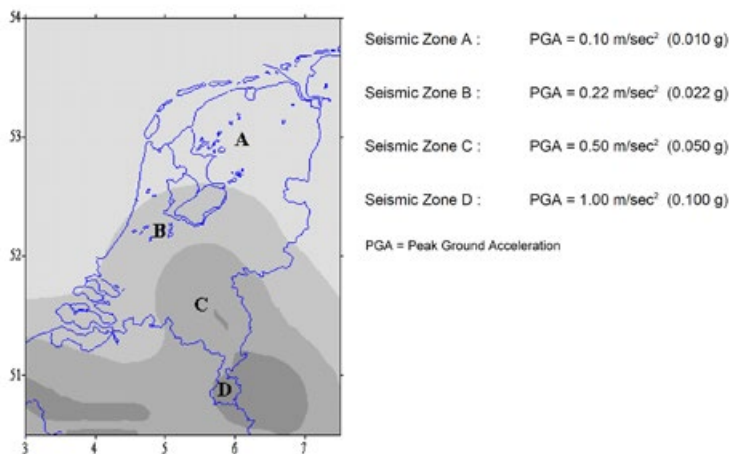 54
53
52
51
3 4 5 6 7
A
B
C
D
Seismic Zone A : PGA = 0.10 m/sec² (0.010 g)
Seismic Zone B : PGA = 0.22 m/sec² (0.022 g)
Seismic Zone C : PGA = 0.50 m/sec² (0.050 g)
Seismic Zone D : PGA = 1.00 m/sec² (0.100 g)
PGA = Peak Ground Acceleration